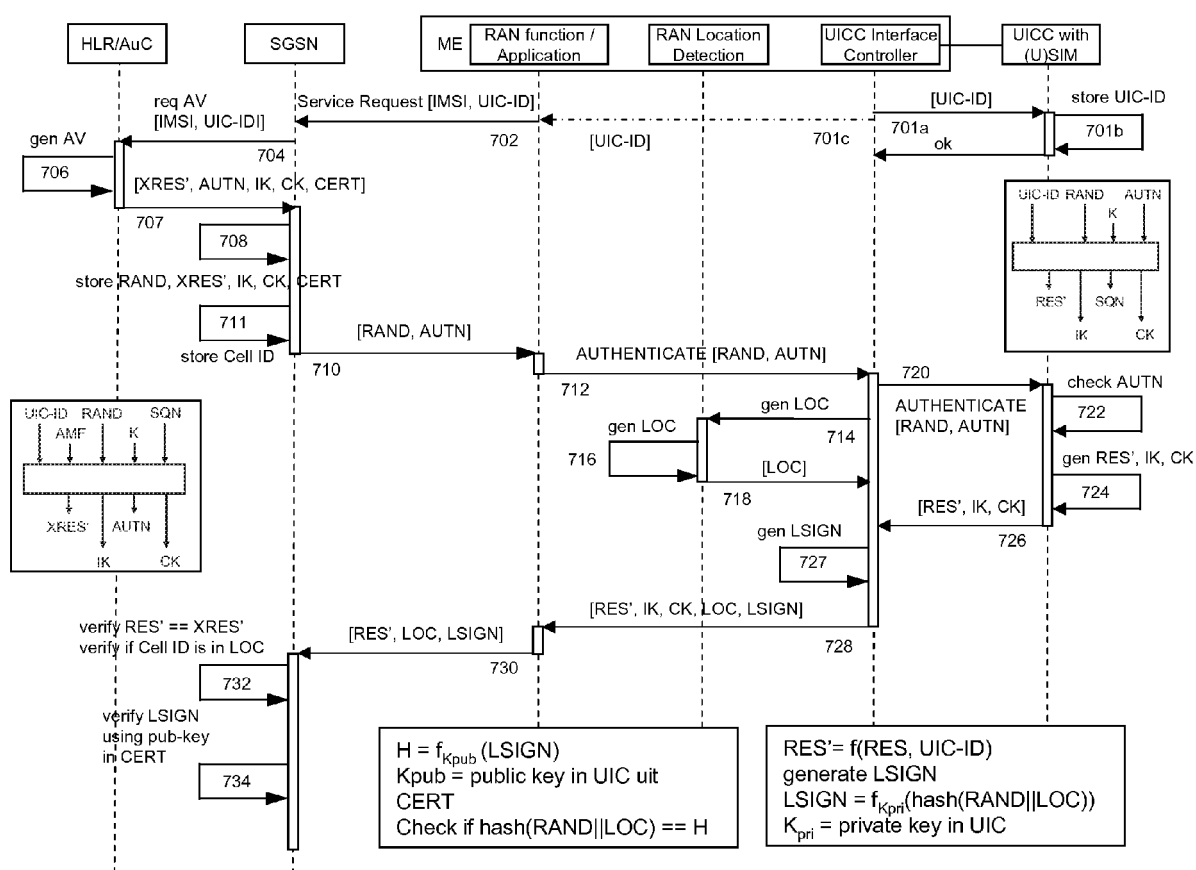 HLR/AuC
SGSN
ME
RAN function /
Application
RAN Location
Detection
UICC Interface
Controller
UICC with
(U)SIM
req AV
[IMSI, UIC-IDI]
Service Request [IMSI, UIC-ID]
[UIC-ID]
store UIC-ID
gen AV
704
702
[UIC-ID]
701c
701a
701b
ok
706
[XRES', AUTN, IK, CK, CERT]
707
708
store RAND, XRES', IK, CK, CERT
UIC-ID
RAND
AUTN
K
RES'
SQN
IK
CK
711
store Cell ID
[RAND, AUTN]
710
AUTHENTICATE [RAND, AUTN]
712
720
check AUTN
AUTHENTICATE
[RAND, AUTN]
722
UIC-ID
RAND
SQN
AMF
K
XRES'
AUTN
IK
CK
gen LOC
714
gen LOC
716
[LOC]
718
gen RES', IK, CK
724
[RES', IK, CK]
726
gen LSIGN
727
[RES', IK, CK, LOC, LSIGN]
728
verify RES' == XRES'
verify if Cell ID is in LOC
[RES', LOC, LSIGN]
730
732
verify LSIGN
using pub-key
in CERT
734
H = fKpub (LSIGN)
Kpub = public key in UIC uit
CERT
Check if hash(RAND||LOC) == H
RES'= f(RES, UIC-ID)
generate LSIGN
LSIGN = fKpri(hash(RAND||LOC))
Kpri = private key in UIC